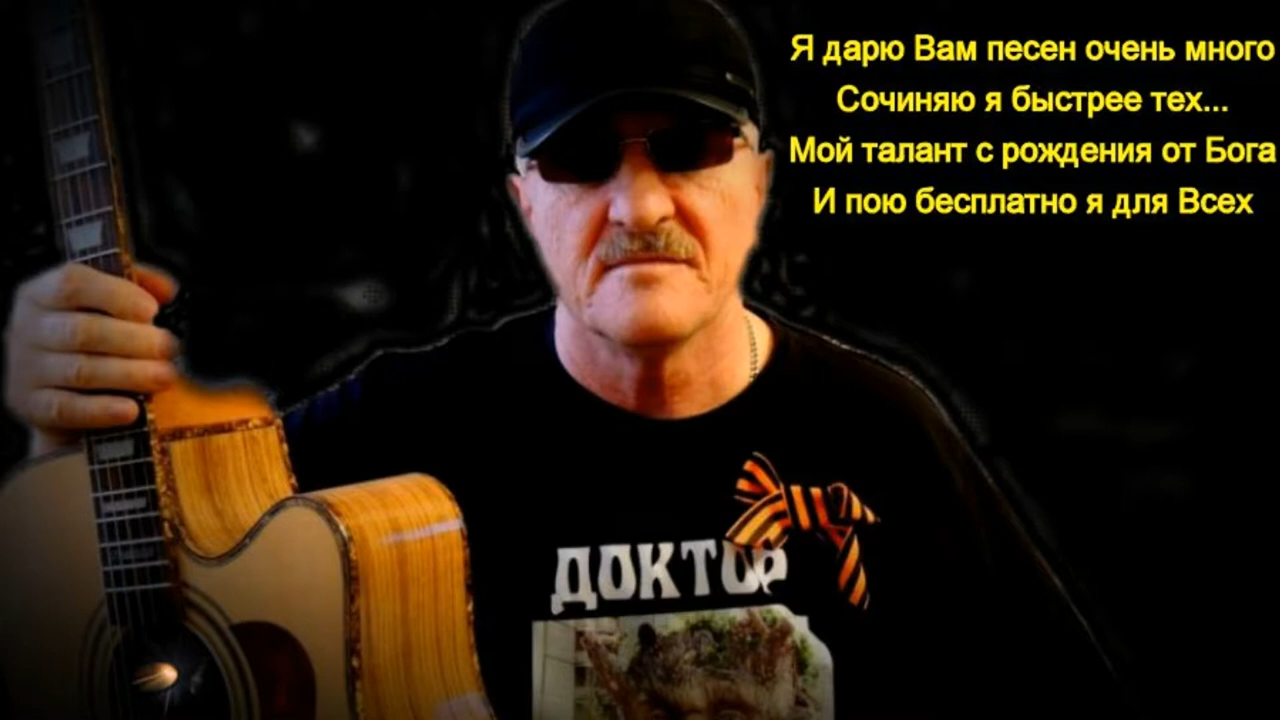 Я дарю Вам песен очень много
Сочиняю я быстрее тех...
Мой талант с рождения от Бога
И пою бесплатно я для Всех
ДОКТОР